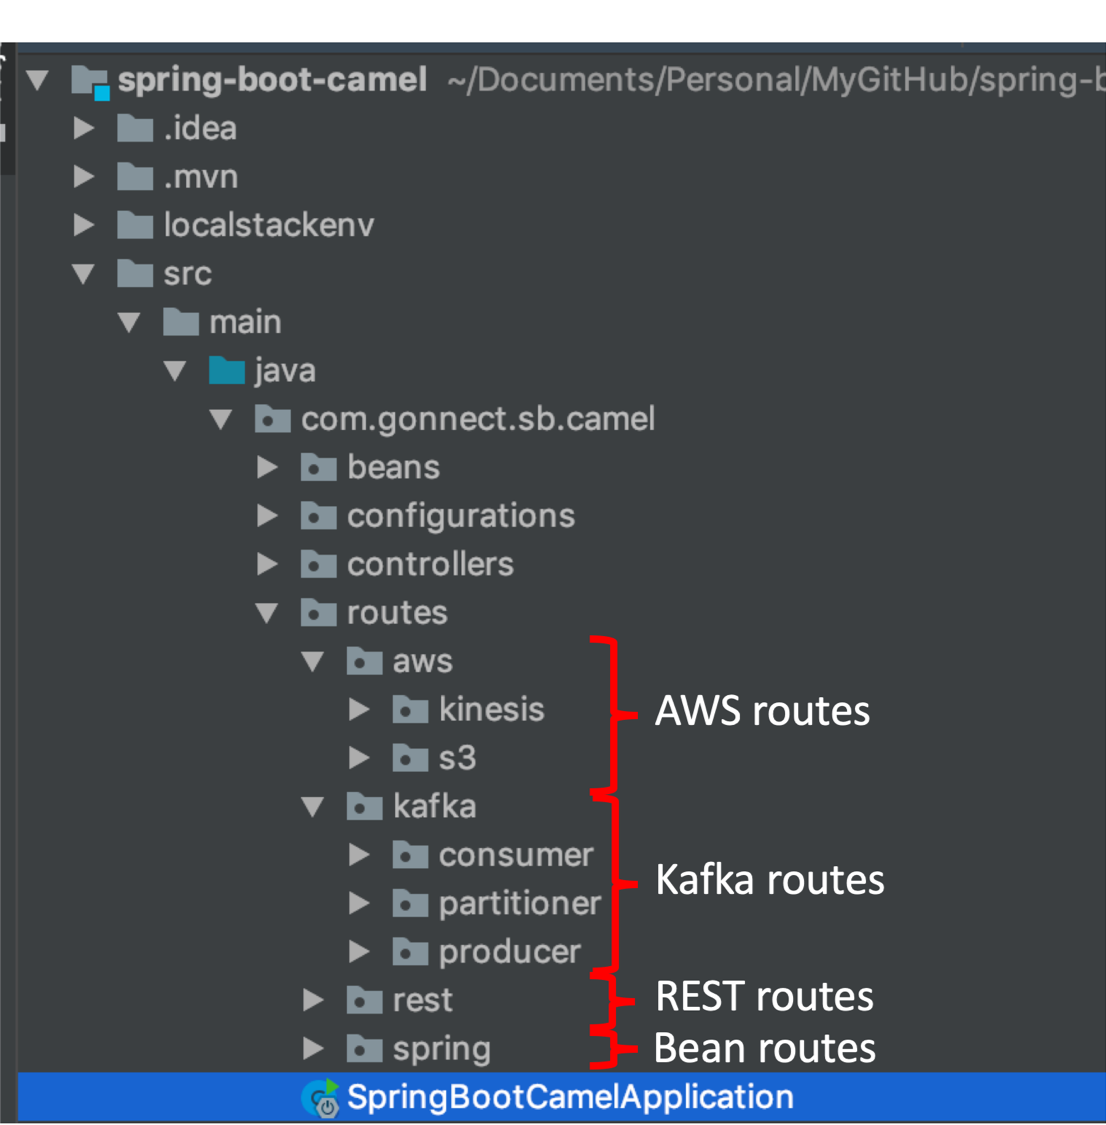 spring-boot-camel ~/Documents/Personal/MyGitHub/spring-b
.idea
.mvn
localstackenv
src
main
java
com.gonnect.sb.camel
beans
configurations
controllers
routes
aws
kinesis
AWS routes
s3
kafka
consumer
Kafka routes
partitioner
producer
rest
REST routes
spring
Bean routes
SpringBootCamelApplication